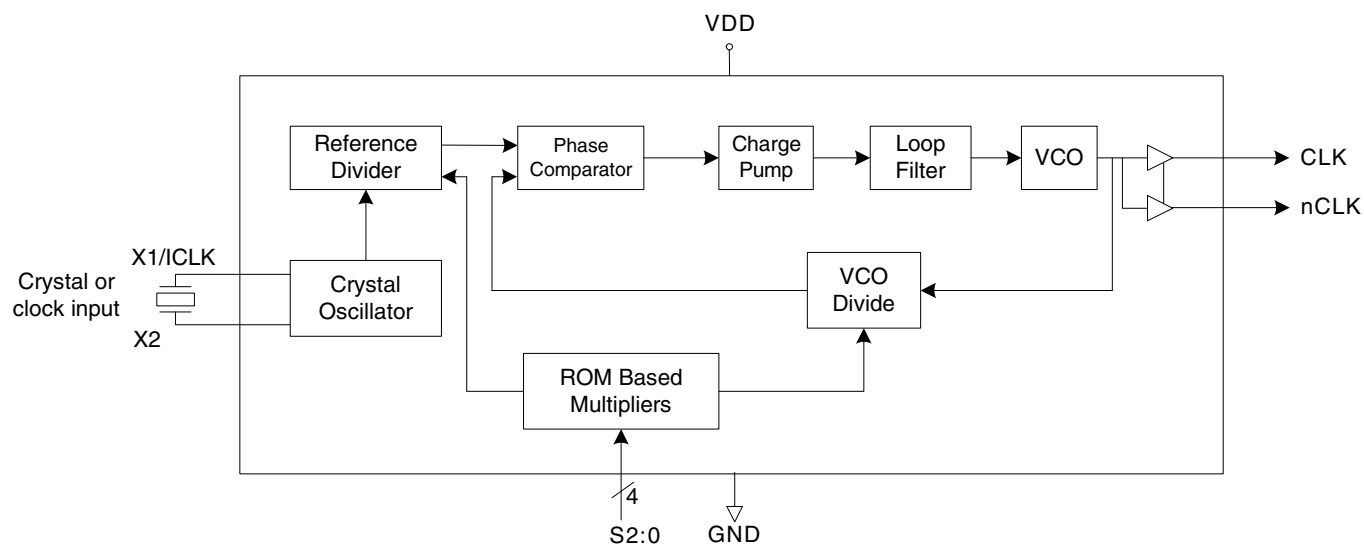 VDD
Reference
Divider
Phase
Comparator
Charge
Pump
Loop
Filter
VCO
CLK
nCLK
X1/ICLK
Crystal or
clock input
X2
Crystal
Oscillator
VCO
Divide
ROM Based
Multipliers
4
S2:0
GND